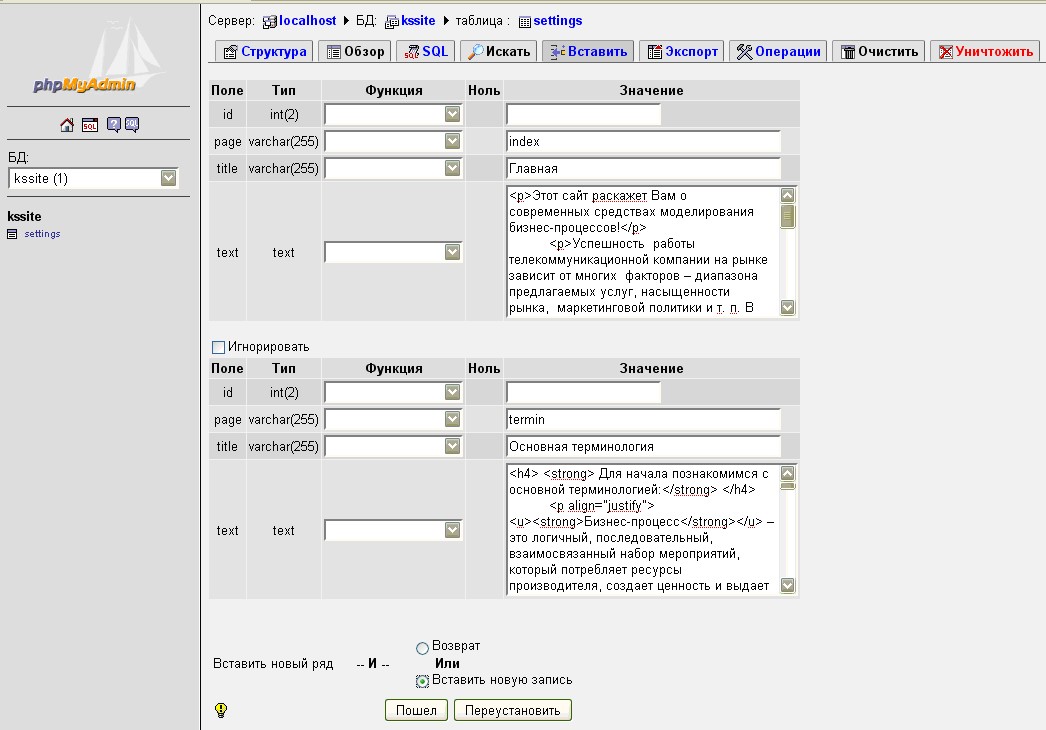 Сервер: localhost БД: kssite таблица : settings
Структура Обзор SQL Искать Вставить Экспорт Операции Очистить Уничтожить
phpMyAdmin
SQL ? SQL
БД:
kssite (1)
kssite
settings
Поле Тип Функция Ноль Значение
id int(2)
page varchar(255) index
title varchar(255) Главная
text text
<p>Этот сайт раскажет Вам о
современных средствах моделирования
бизнес-процессов!</p>
<p>Успешность работы
телекоммуникационной компании на рынке
зависит от многих факторов – диапазона
предлагаемых услуг, насыщенности
рынка, маркетинговой политики и т. п. В
Игнорировать
Поле Тип Функция Ноль Значение
id int(2)
page varchar(255) termin
title varchar(255) Основная терминология
text text
<h4> <strong> Для начала познакомимся с
основной терминологией:</strong> </h4>
<p align="justify">
<u><strong>Бизнес-процесс</strong></u> –
это логичный, последовательный,
взаимосвязанный набор мероприятий,
который потребляет ресурсы
производителя, создает ценность и выдает
Возврат
Вставить новый ряд -- И -- Или
Вставить новую запись
Пошел Переустановить